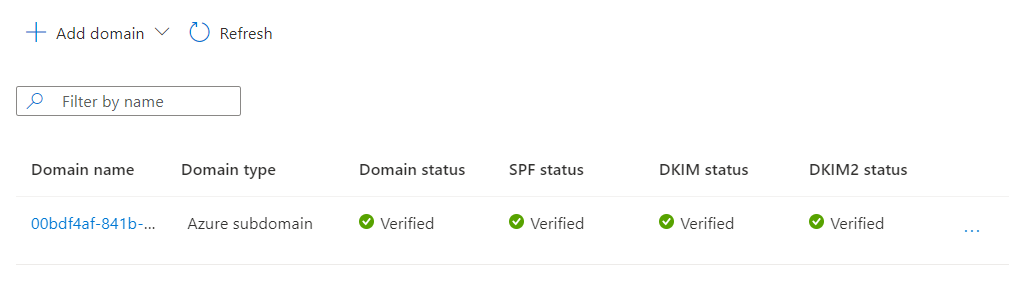 Add domain Refresh
Filter by name
Domain name Domain type Domain status SPF status DKIM status DKIM2 status
00bdf4af-841b-... Azure subdomain Verified Verified Verified Verified ...